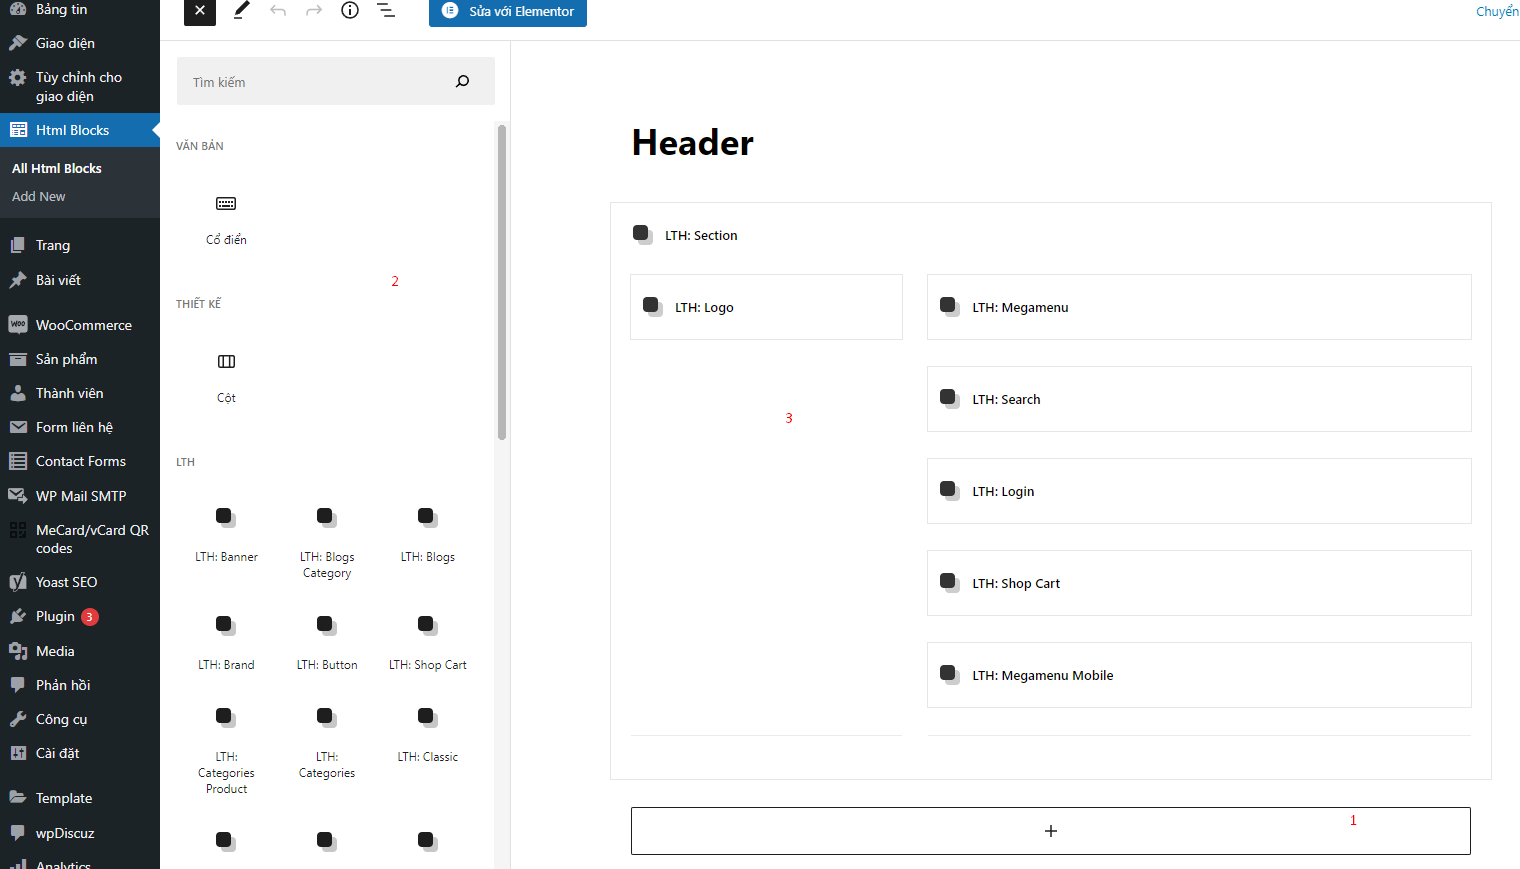 Bảng tin
Giao diện
Tùy chỉnh cho
giao diện
Html Blocks
All Html Blocks
Add New
Trang
Bài viết
WooCommerce
Sản phẩm
Thành viên
Form liên hệ
Contact Forms
WP Mail SMTP
MeCard/vCard QR
codes
Yoast SEO
Plugin 3
Media
Phản hồi
Công cụ
Cài đặt
Template
wpDiscuz
Analytics
Sửa với Elementor
Chuyển
Tìm kiếm
VĂN BẢN
Cổ điển
2
THIẾT KẾ
Cột
LTH
LTH: Banner
LTH: Blogs
Category
LTH: Blogs
LTH: Brand
LTH: Button
LTH: Shop Cart
LTH:
Categories
Product
LTH:
Categories
LTH: Classic
Header
LTH: Section
LTH: Logo
3
LTH: Megamenu
LTH: Search
LTH: Login
LTH: Shop Cart
LTH: Megamenu Mobile
1